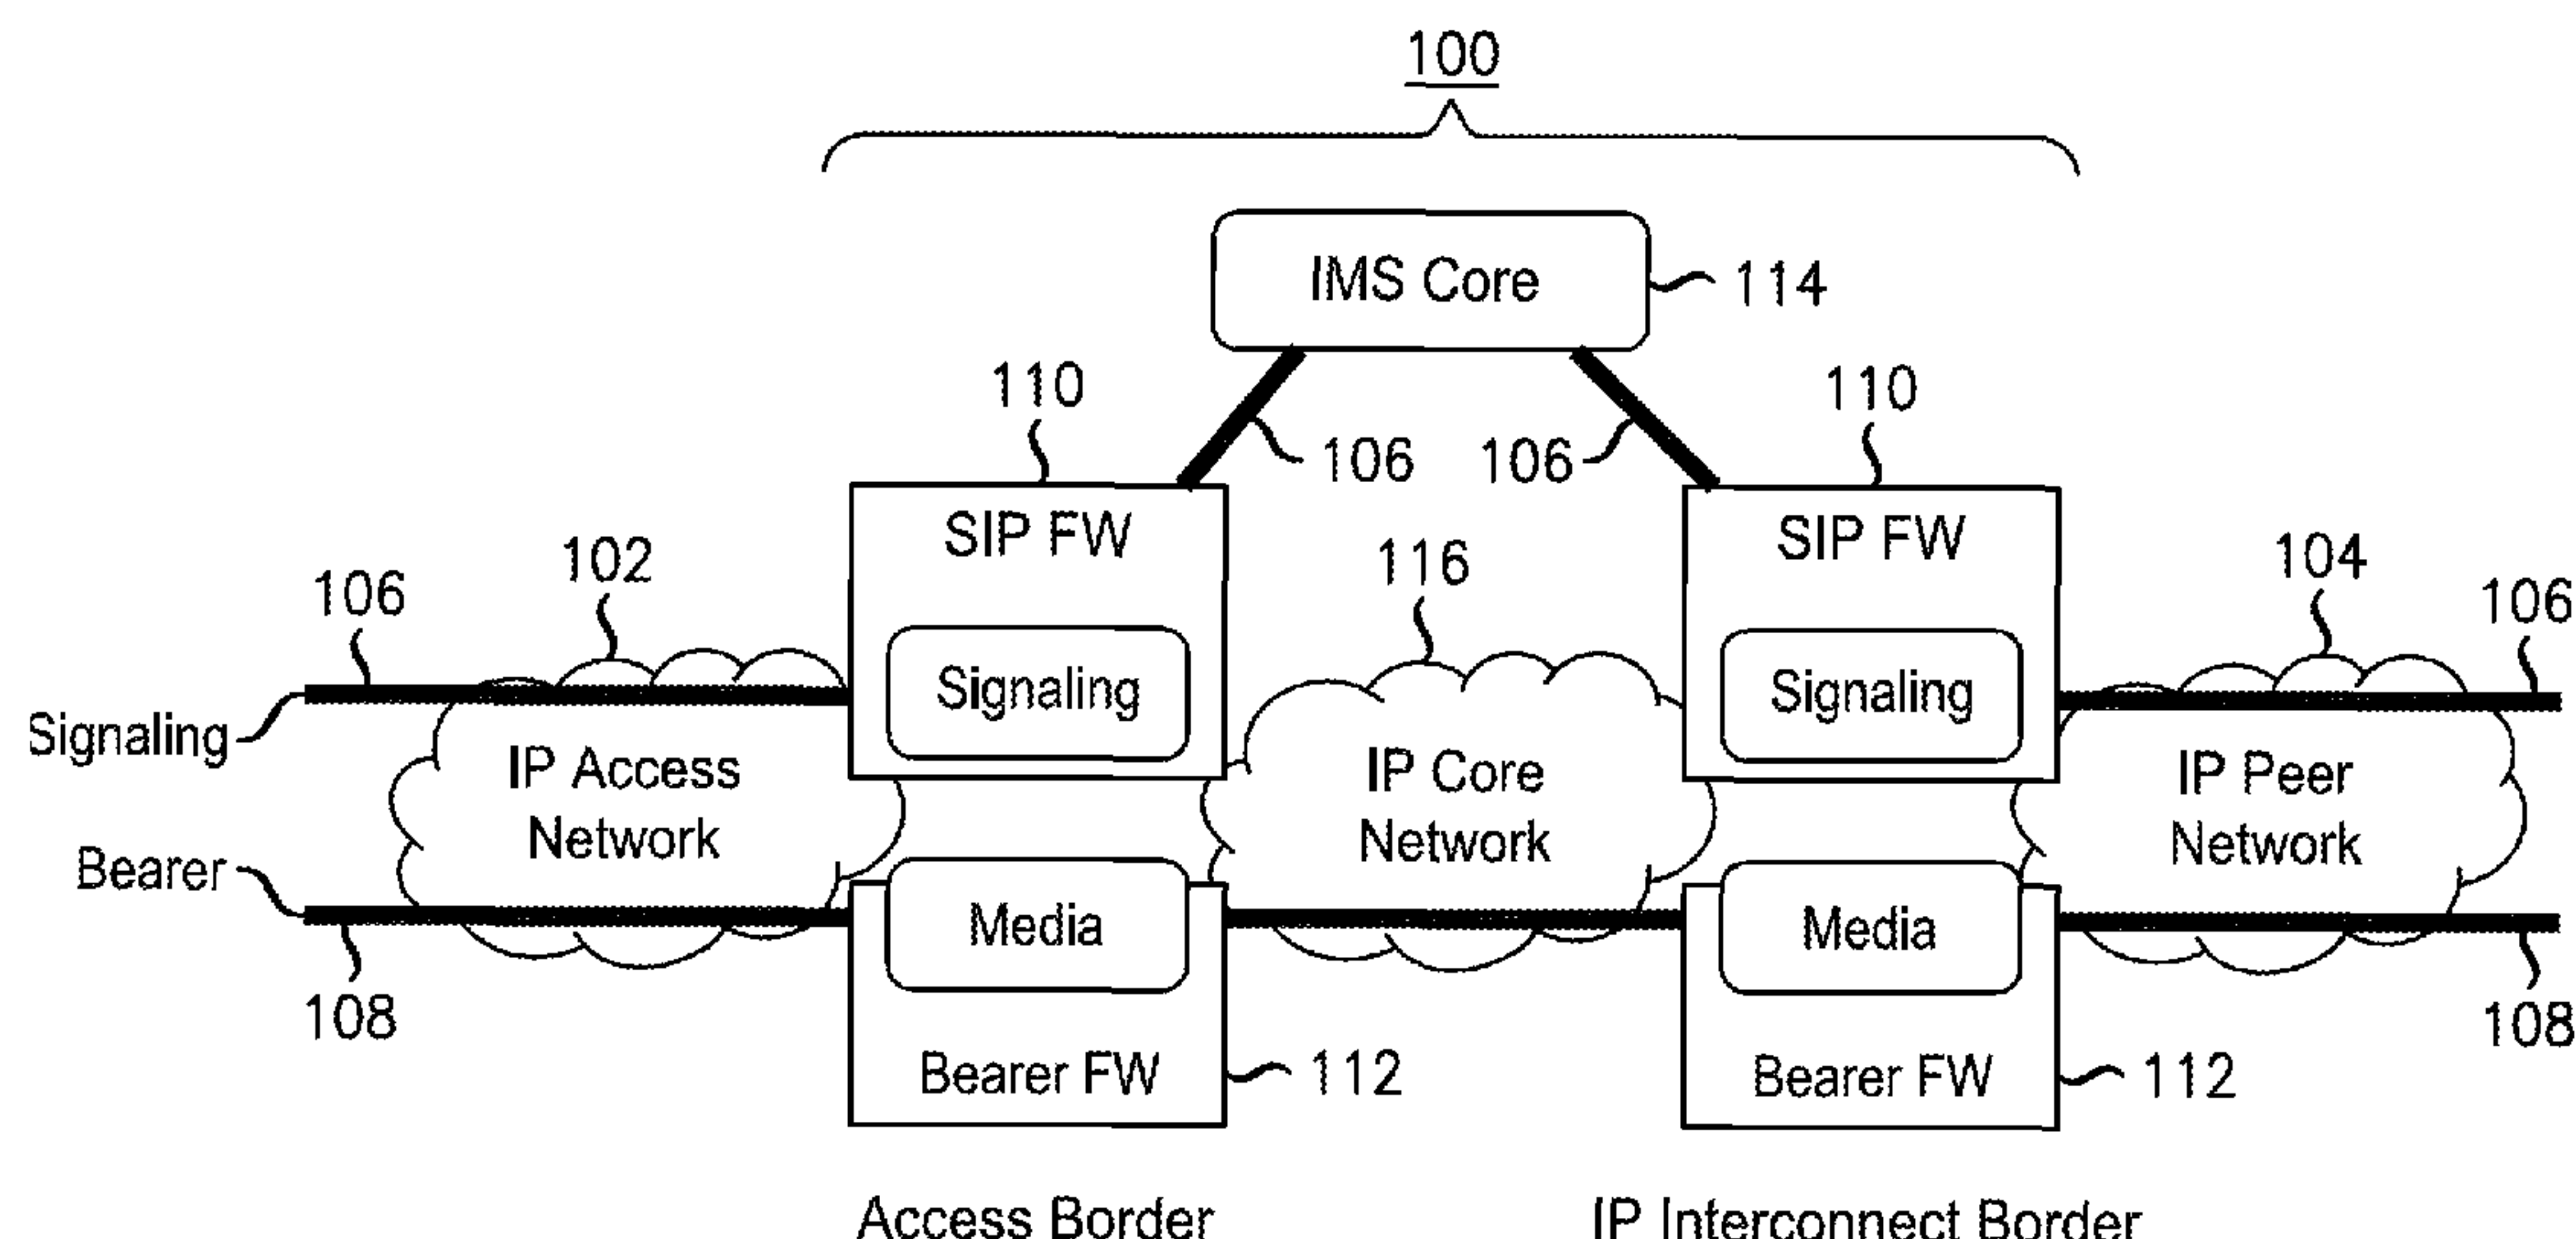 100
IMS Core
114
110
110
106
106
SIP FW
SIP FW
102
116
104
106
106
Signaling
Signaling
Signaling
IP Access
Network
IP Core
Network
IP Peer
Network
Bearer
Media
Media
108
108
Bearer FW
112
Bearer FW
112
Access Border
IP Interconnect Border